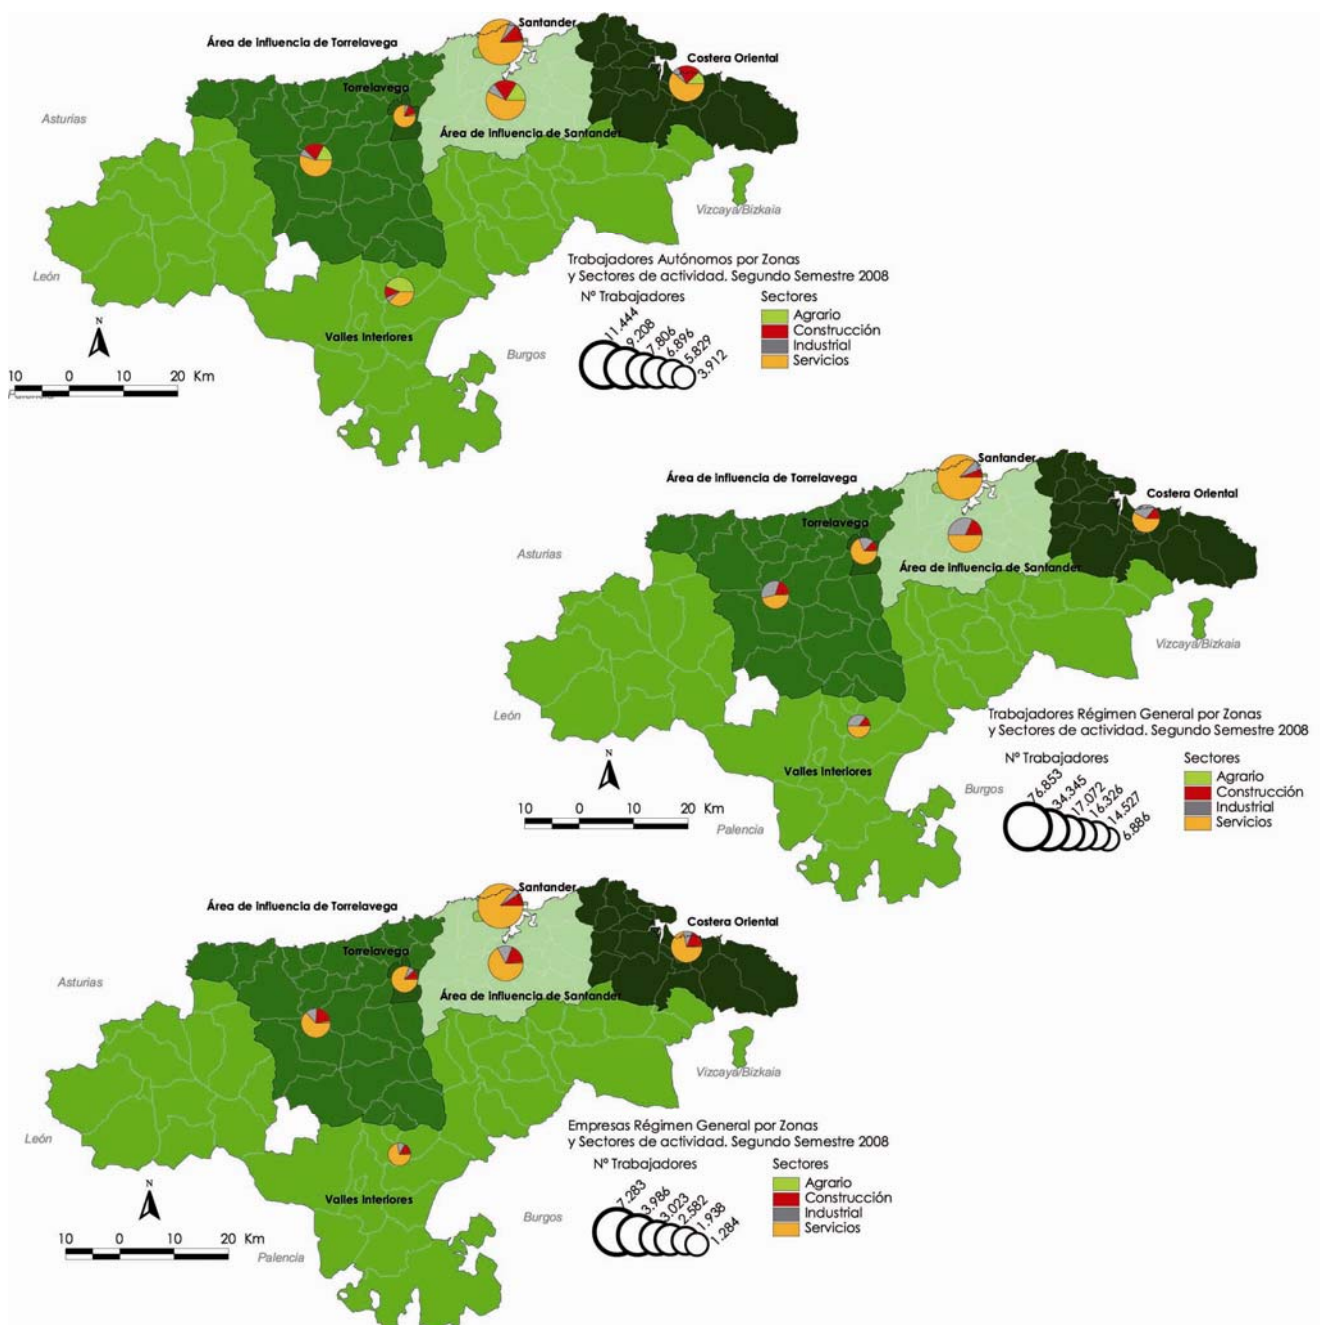 Santander
Área de influencia de Torrelavega
Costera Oriental
Torrelavega
Asturias
Área de influencia de Santander
Vizcaya/Bizkaia
León
Trabajadores Autónomos por Zonas
y Sectores de actividad. Segundo Semestre 2008
Nº Trabajadores
Sectores
11.444
9.208
7.806
6.896
5.829
3.912
Agrario
Construcción
Industrial
Servicios
N
Valles Interiores
Burgos
10 0 10 20 Km
Palencia
Santander
Área de influencia de Torrelavega
Costera Oriental
Torrelavega
Asturias
Área de influencia de Santander
Vizcaya/Bizkaia
León
Trabajadores Régimen General por Zonas
y Sectores de actividad. Segundo Semestre 2008
Nº Trabajadores
Sectores
76.853
34.345
17.072
16.326
14.527
6.886
Agrario
Construcción
Industrial
Servicios
N
Valles Interiores
Burgos
10 0 10 20 Km
Palencia
Santander
Área de influencia de Torrelavega
Costera Oriental
Torrelavega
Asturias
Área de influencia de Santander
Vizcaya/Bizkaia
León
Empresas Régimen General por Zonas
y Sectores de actividad. Segundo Semestre 2008
Nº Trabajadores
Sectores
7.283
3.986
3.023
2.582
1.938
1.284
Agrario
Construcción
Industrial
Servicios
N
Valles Interiores
Burgos
10 0 10 20 Km
Palencia